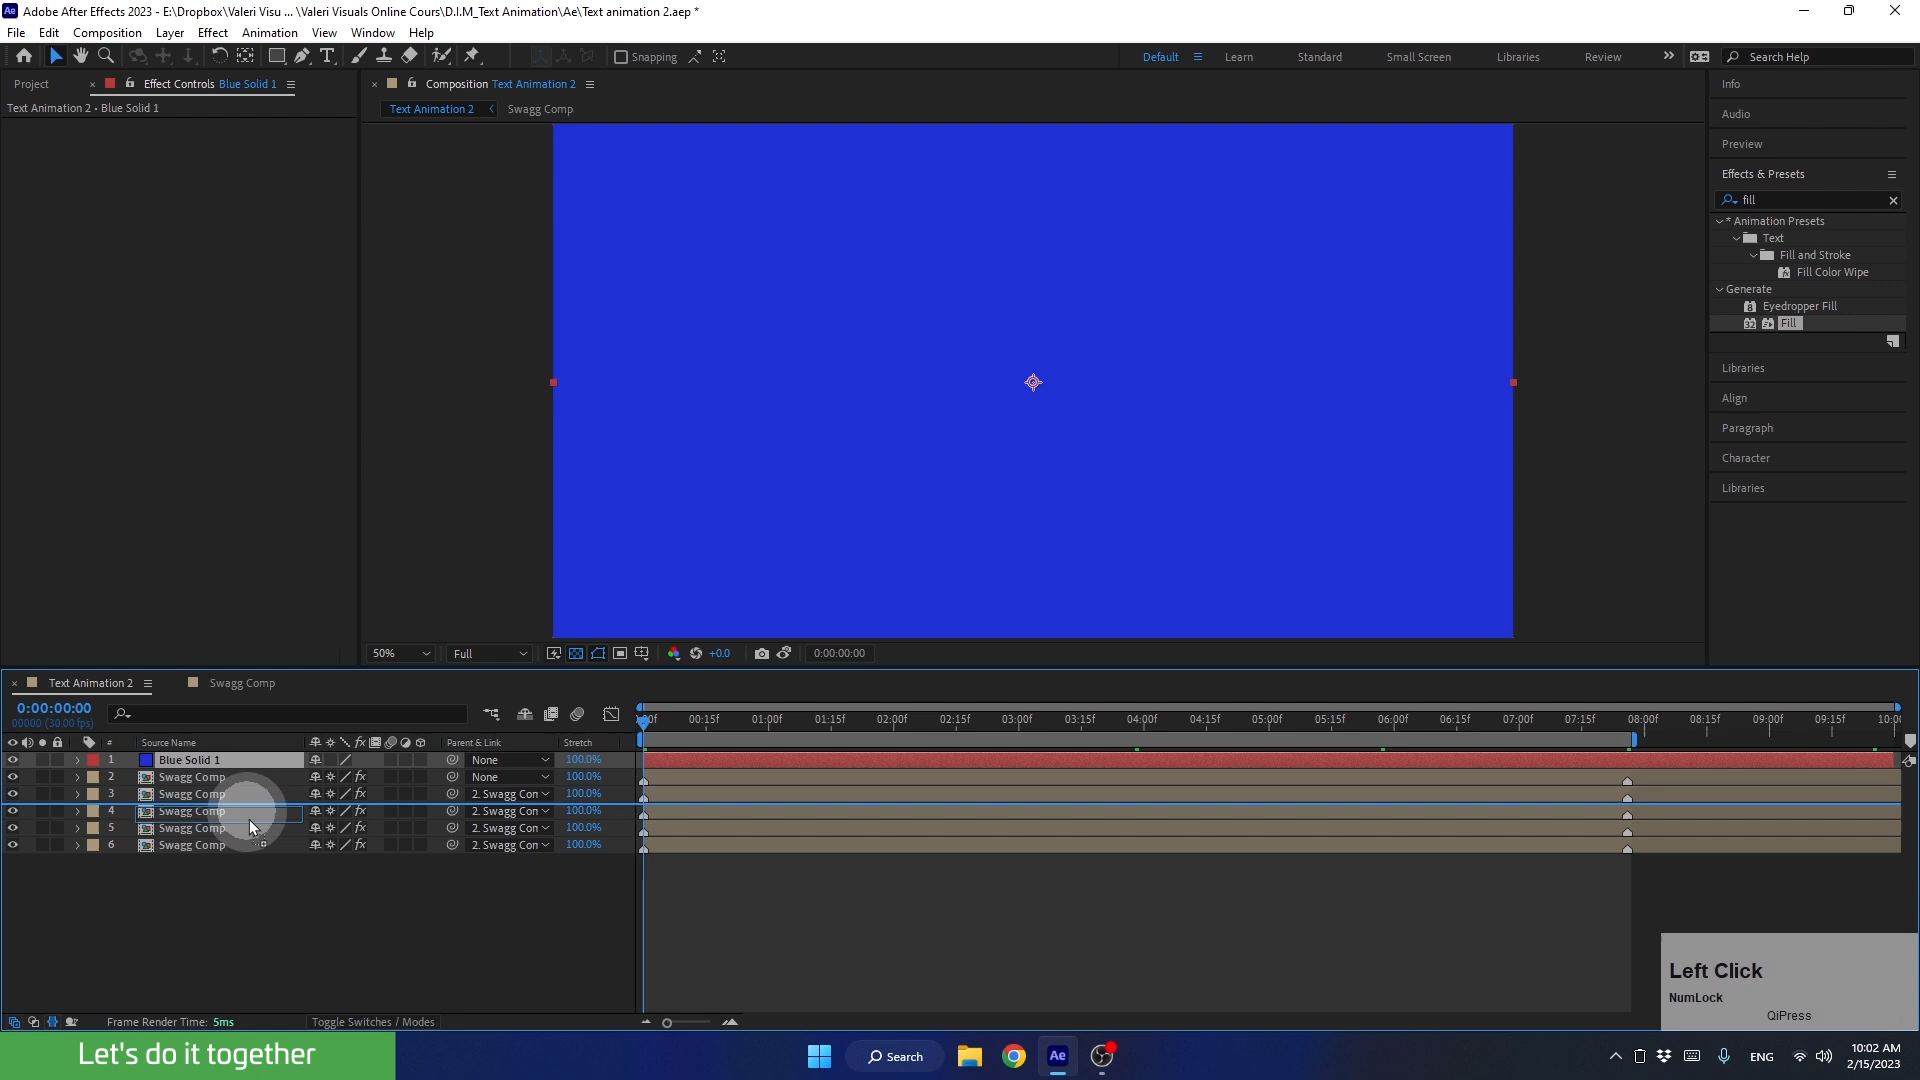 Adobe After Effects 2023 - E:\Dropbox\Valeri Visu ... \Valeri Visuals Online Cours\D.I.M_Text Animation\Ae\Text animation 2.aep *
File Edit Composition Layer Effect Animation View Window Help
Snapping
Default Learn Standard Small Screen Libraries Review Search Help
Project Effect Controls Blue Solid 1
Text Animation 2 • Blue Solid 1
Composition Text Animation 2
Text Animation 2 Swagg Comp
Info
Audio
Preview
Effects & Presets
fill
* Animation Presets
Text
Fill and Stroke
Fill Color Wipe
Generate
Eyedropper Fill
Fill
Libraries
Align
Paragraph
Character
Libraries
50% Full +0.0 0:00:00:00
Text Animation 2 Swagg Comp
0:00:00:00
00000 (30.00 fps)
00:15f 01:00f 01:15f 02:00f 02:15f 03:00f 03:15f 04:00f 04:15f 05:00f 05:15f 06:00f 06:15f 07:00f 07:15f 08:00f 08:15f 09:00f 09:15f
# Source Name Parent & Link Stretch
1 Blue Solid 1 None 100.0%
2 Swagg Comp None 100.0%
3 Swagg Comp 2. Swagg Con 100.0%
4 Swagg Comp 2. Swagg Con 100.0%
5 Swagg Comp 2. Swagg Con 100.0%
6 Swagg Comp 2. Swagg Con 100.0%
Left Click
NumLock
QiPress
Frame Render Time: 5ms Toggle Switches / Modes
Let's do it together
Search
Ae
ENG
10:02 AM
2/15/2023